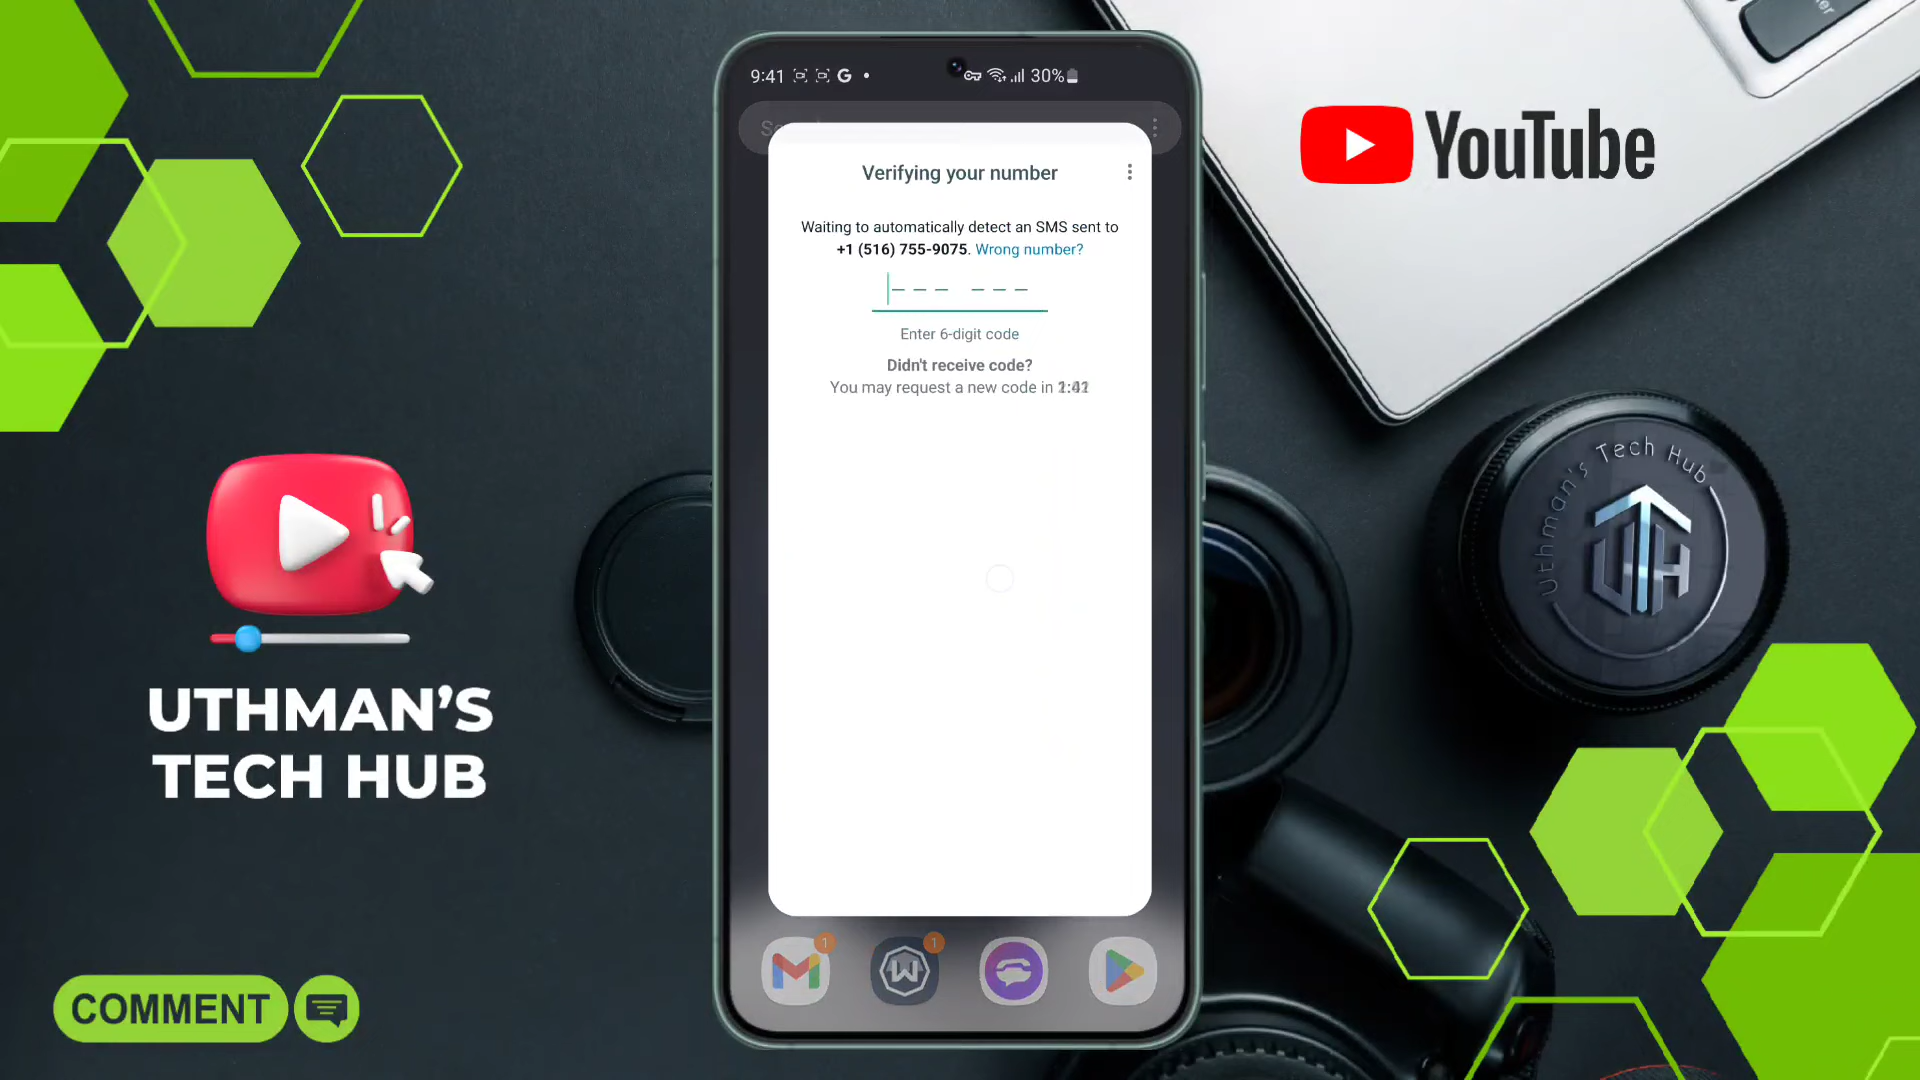 9:41
30%
Verifying your number
Waiting to automatically detect an SMS sent to
+1 (516) 755-9075. Wrong number?
Enter 6-digit code
Didn't receive code?
You may request a new code in
YouTube
Uthman's Tech Hub
UTH
UTHMAN'S
TECH HUB
COMMENT